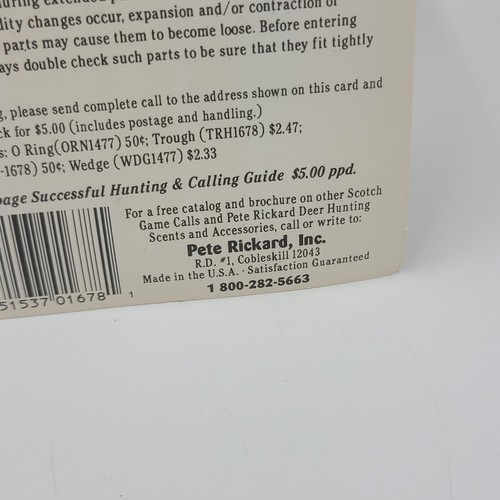 during extended p
dity changes occur, expansion and/or contraction of
parts may cause them to become loose. Before entering
ays double check such parts to be sure that they fit tightly
g, please send complete call to the address shown on this card and
ck for $5.00 (includes postage and handling.)
s: O Ring(ORN1477) 50¢; Trough (TRH1678) $2.47;
-1678) 50¢; Wedge (WDG1477) $2.33
page Successful Hunting & Calling Guide $5.00 ppd.
For a free catalog and brochure on other Scotch
Game Calls and Pete Rickard Deer Hunting
Scents and Accessories, call or write to:
Pete Rickard, Inc.
R.D. #1, Cobleskill 12043
Made in the U.S.A. · Satisfaction Guaranteed
1 800-282-5663
51537 01678 1